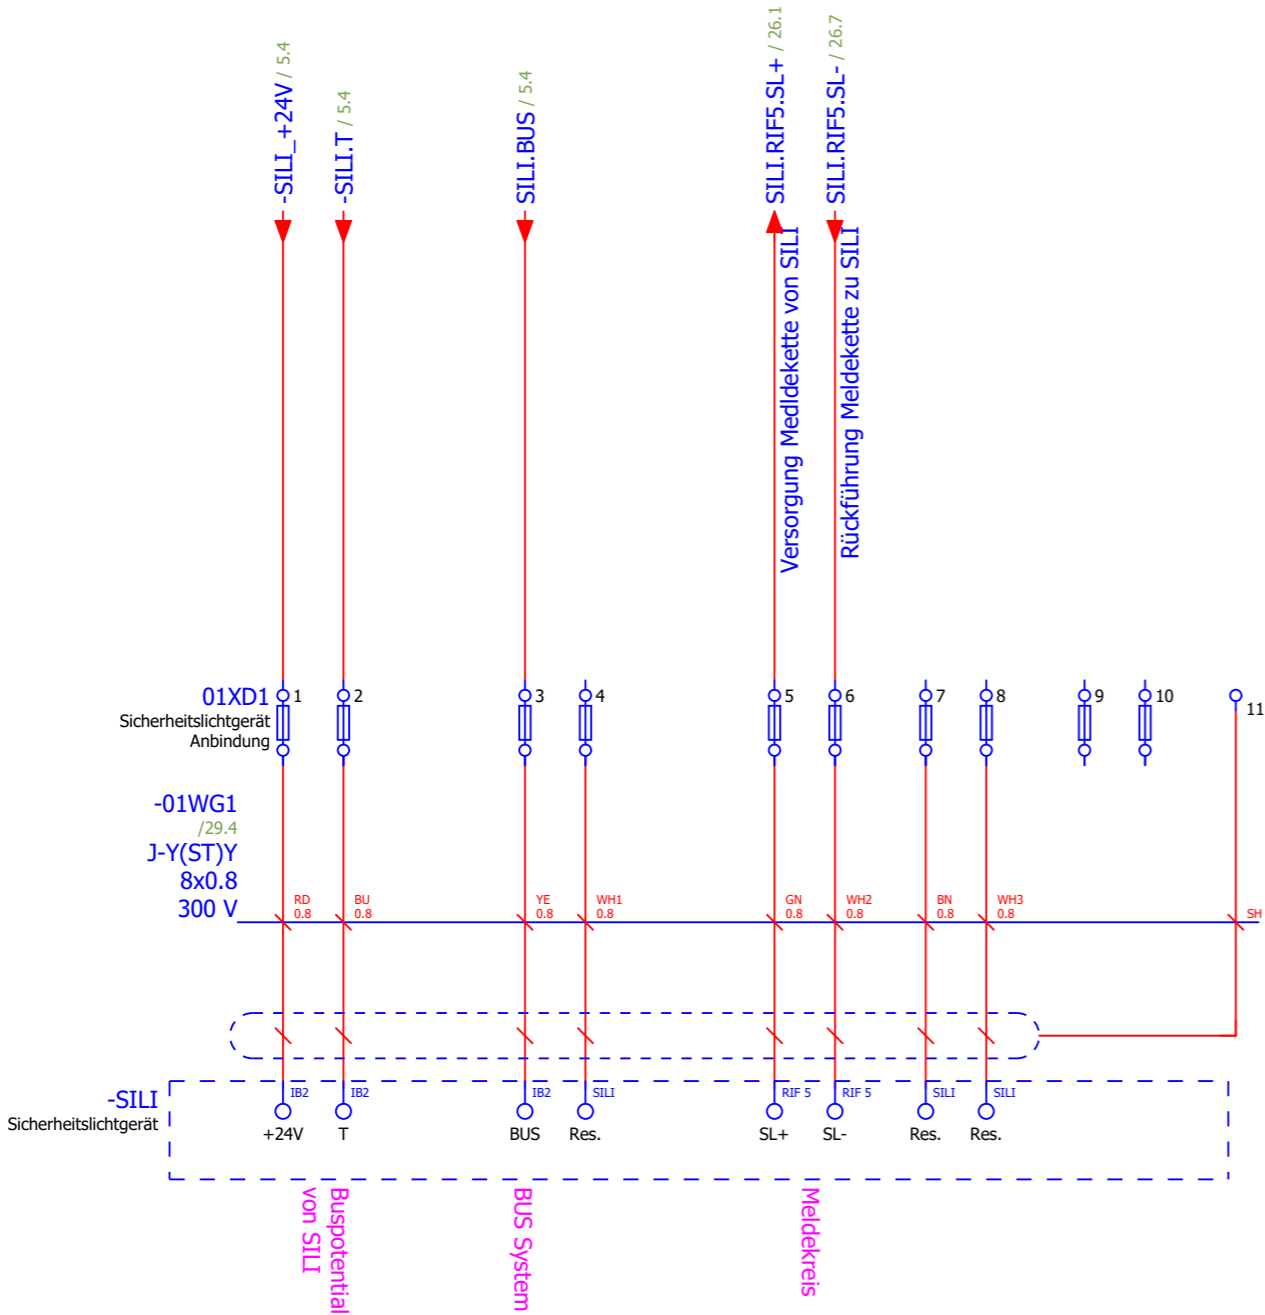 -SILI_+24V / 5.4
-SILI.T / 5.4
SILI.BUS / 5.4
SILI.RIF5.SL+ / 26.1
SILI.RIF5.SL- / 26.7
Versorgung Medldekette von SILI
Rückführung Meldekette zu SILI
01XD1
Sicherheitslichtgerät
Anbindung
1
2
3
4
5
6
7
8
9
10
11
-01WG1
/29.4
J-Y(ST)Y
8x0.8
300 V
RD
0.8
BU
0.8
YE
0.8
WH1
0.8
GN
0.8
WH2
0.8
BN
0.8
WH3
0.8
SH
-SILI
Sicherheitslichtgerät
IB2
+24V
IB2
T
IB2
BUS
SILI
Res.
RIF 5
SL+
RIF 5
SL-
SILI
Res.
SILI
Res.
Buspotential
von SILI
BUS System
Meldekreis